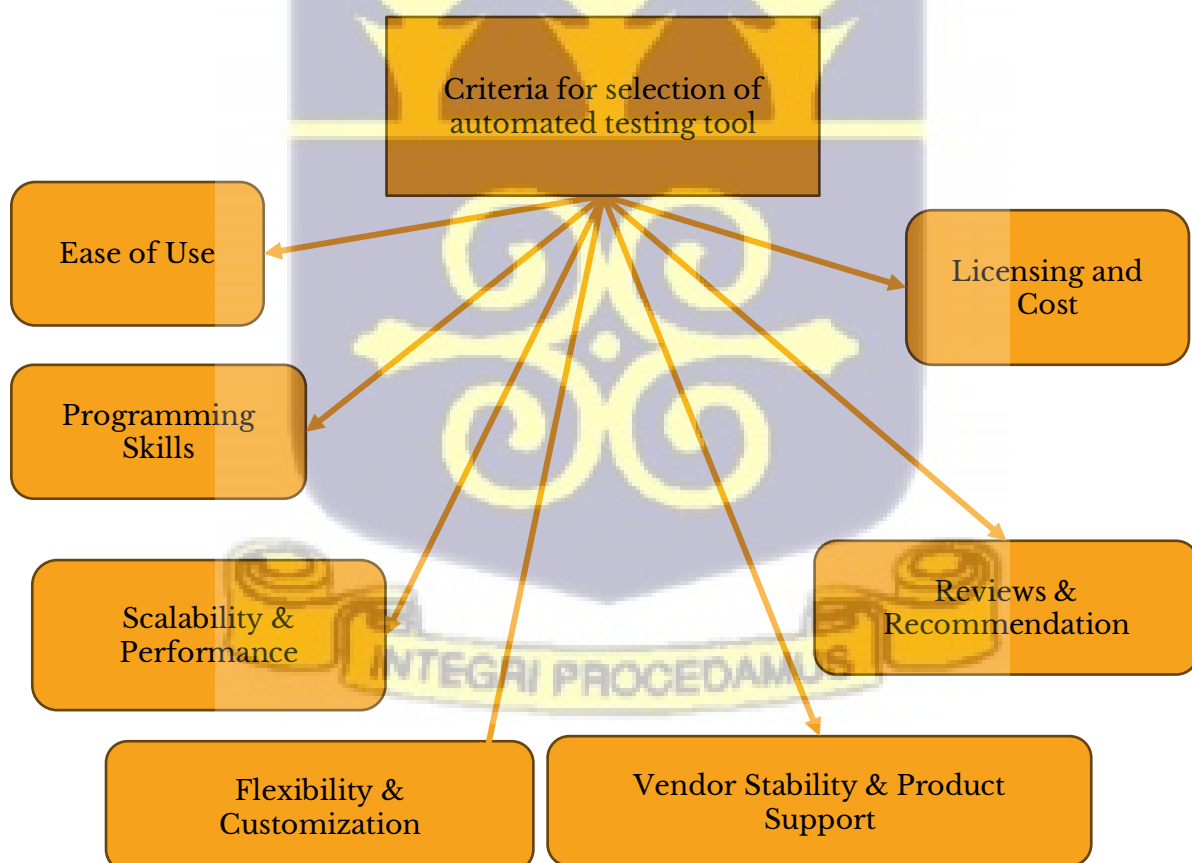 Criteria for selection of
automated testing tool
Ease of Use
Licensing and
Cost
Programming
Skills
Scalability &
Performance
Reviews &
Recommendation
INTEGRI PROCEDAMUS
Flexibility &
Customization
Vendor Stability & Product
Support